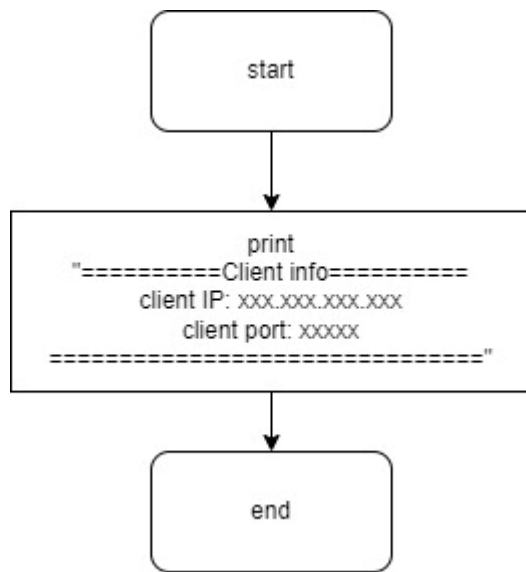 start
print
"==========Client info==========
client IP: xxx.xxx.xxx.xxx
client port: xxxxx
==============================="
end